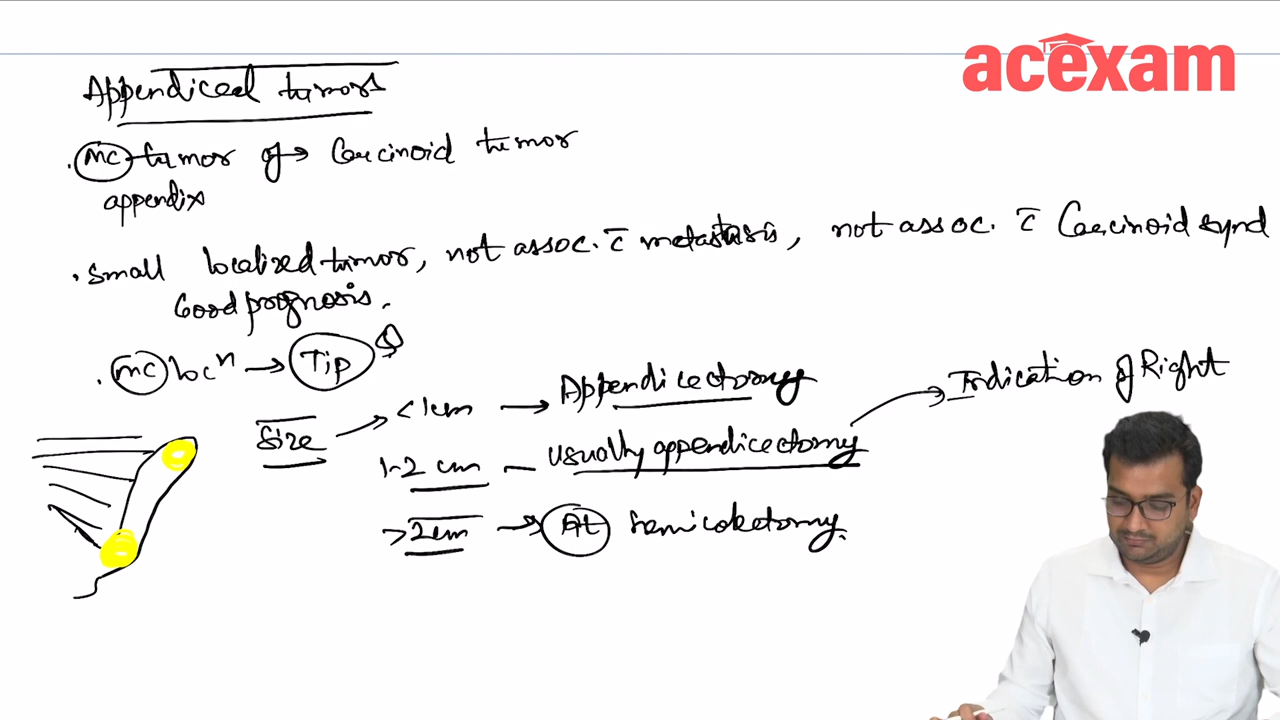 acexam
Appendiceal tumors
. MC tumor of → Carcinoid tumor
appendix
. Small localized tumor, not assoc. c̄ metastasis, not assoc. c̄ Carcinoid synd
Good prognosis.
. MC locⁿ → Tip Q
Size → <1cm → Appendicectomy
1-2 cm – usually appendicectomy → Indication of Right
>2cm → Rt hemicolectomy.